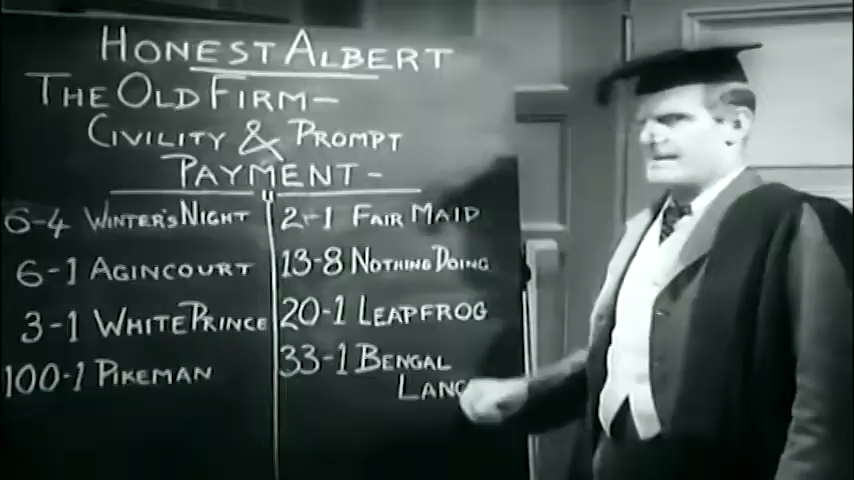 HONEST ALBERT
THE OLD FIRM—
CIVILITY & PROMPT
PAYMENT—
6-4 WINTER'S NIGHT
6-1 AGINCOURT
3-1 WHITE PRINCE
100-1 PIKEMAN
2-1 FAIR MAID
13-8 NOTHING DOING
20-1 LEAPFROG
33-1 BENGAL